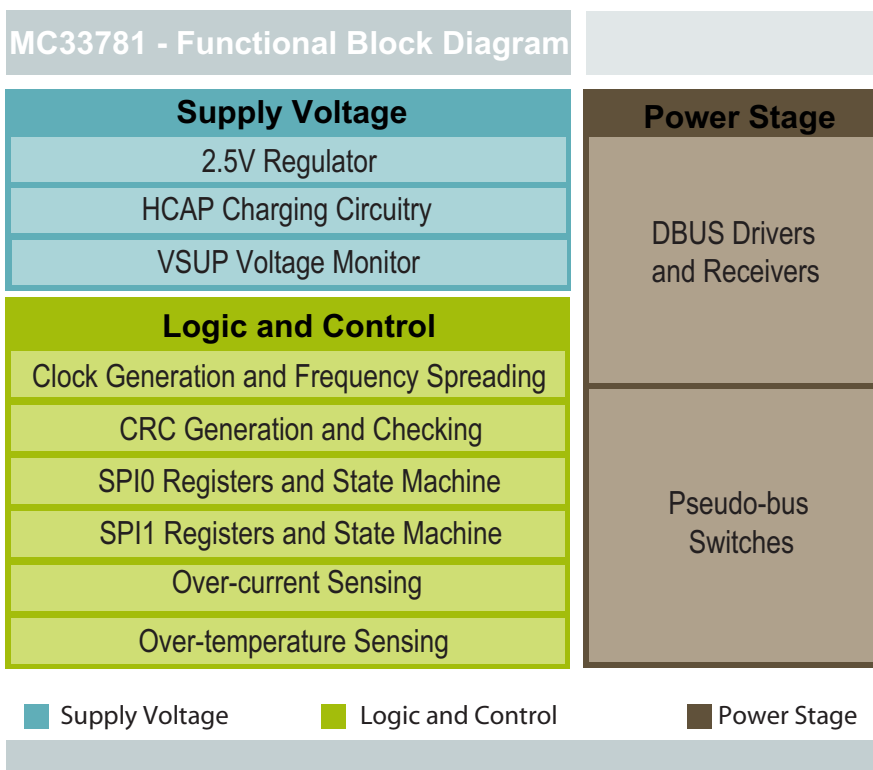 MC33781 - Functional Block Diagram
Supply Voltage
2.5V Regulator
HCAP Charging Circuitry
VSUP Voltage Monitor
Logic and Control
Clock Generation and Frequency Spreading
CRC Generation and Checking
SPI0 Registers and State Machine
SPI1 Registers and State Machine
Over-current Sensing
Over-temperature Sensing
Power Stage
DBUS Drivers
and Receivers
Pseudo-bus
Switches
Supply Voltage
Logic and Control
Power Stage